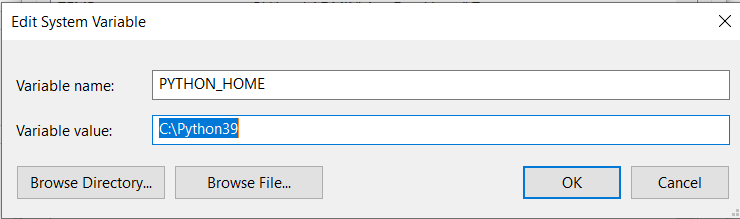 Edit System Variable
Variable name: PYTHON_HOME
Variable value: C:\Python39
Browse Directory... Browse File... OK Cancel